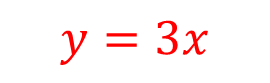 y = 3x